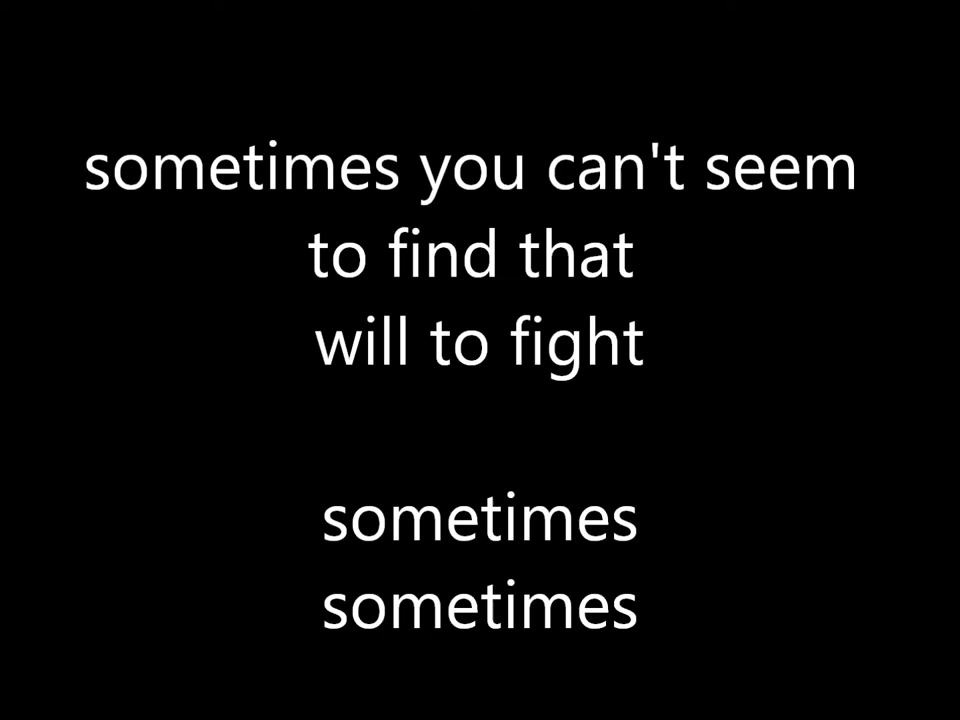 sometimes you can't seem
to find that
will to fight
sometimes
sometimes